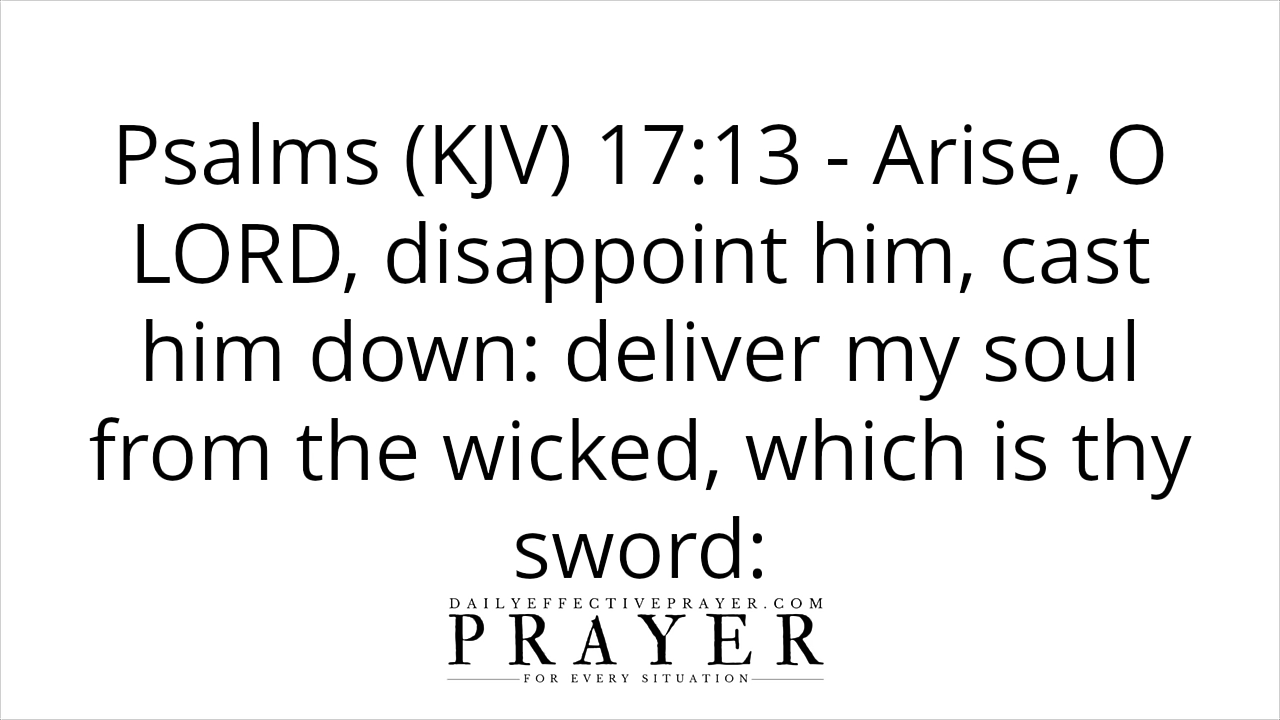 Psalms (KJV) 17:13 - Arise, O
LORD, disappoint him, cast
him down: deliver my soul
from the wicked, which is thy
sword:
DAILYEFFECTIVEPRAYER.COM
PRAYER
FOR EVERY SITUATION